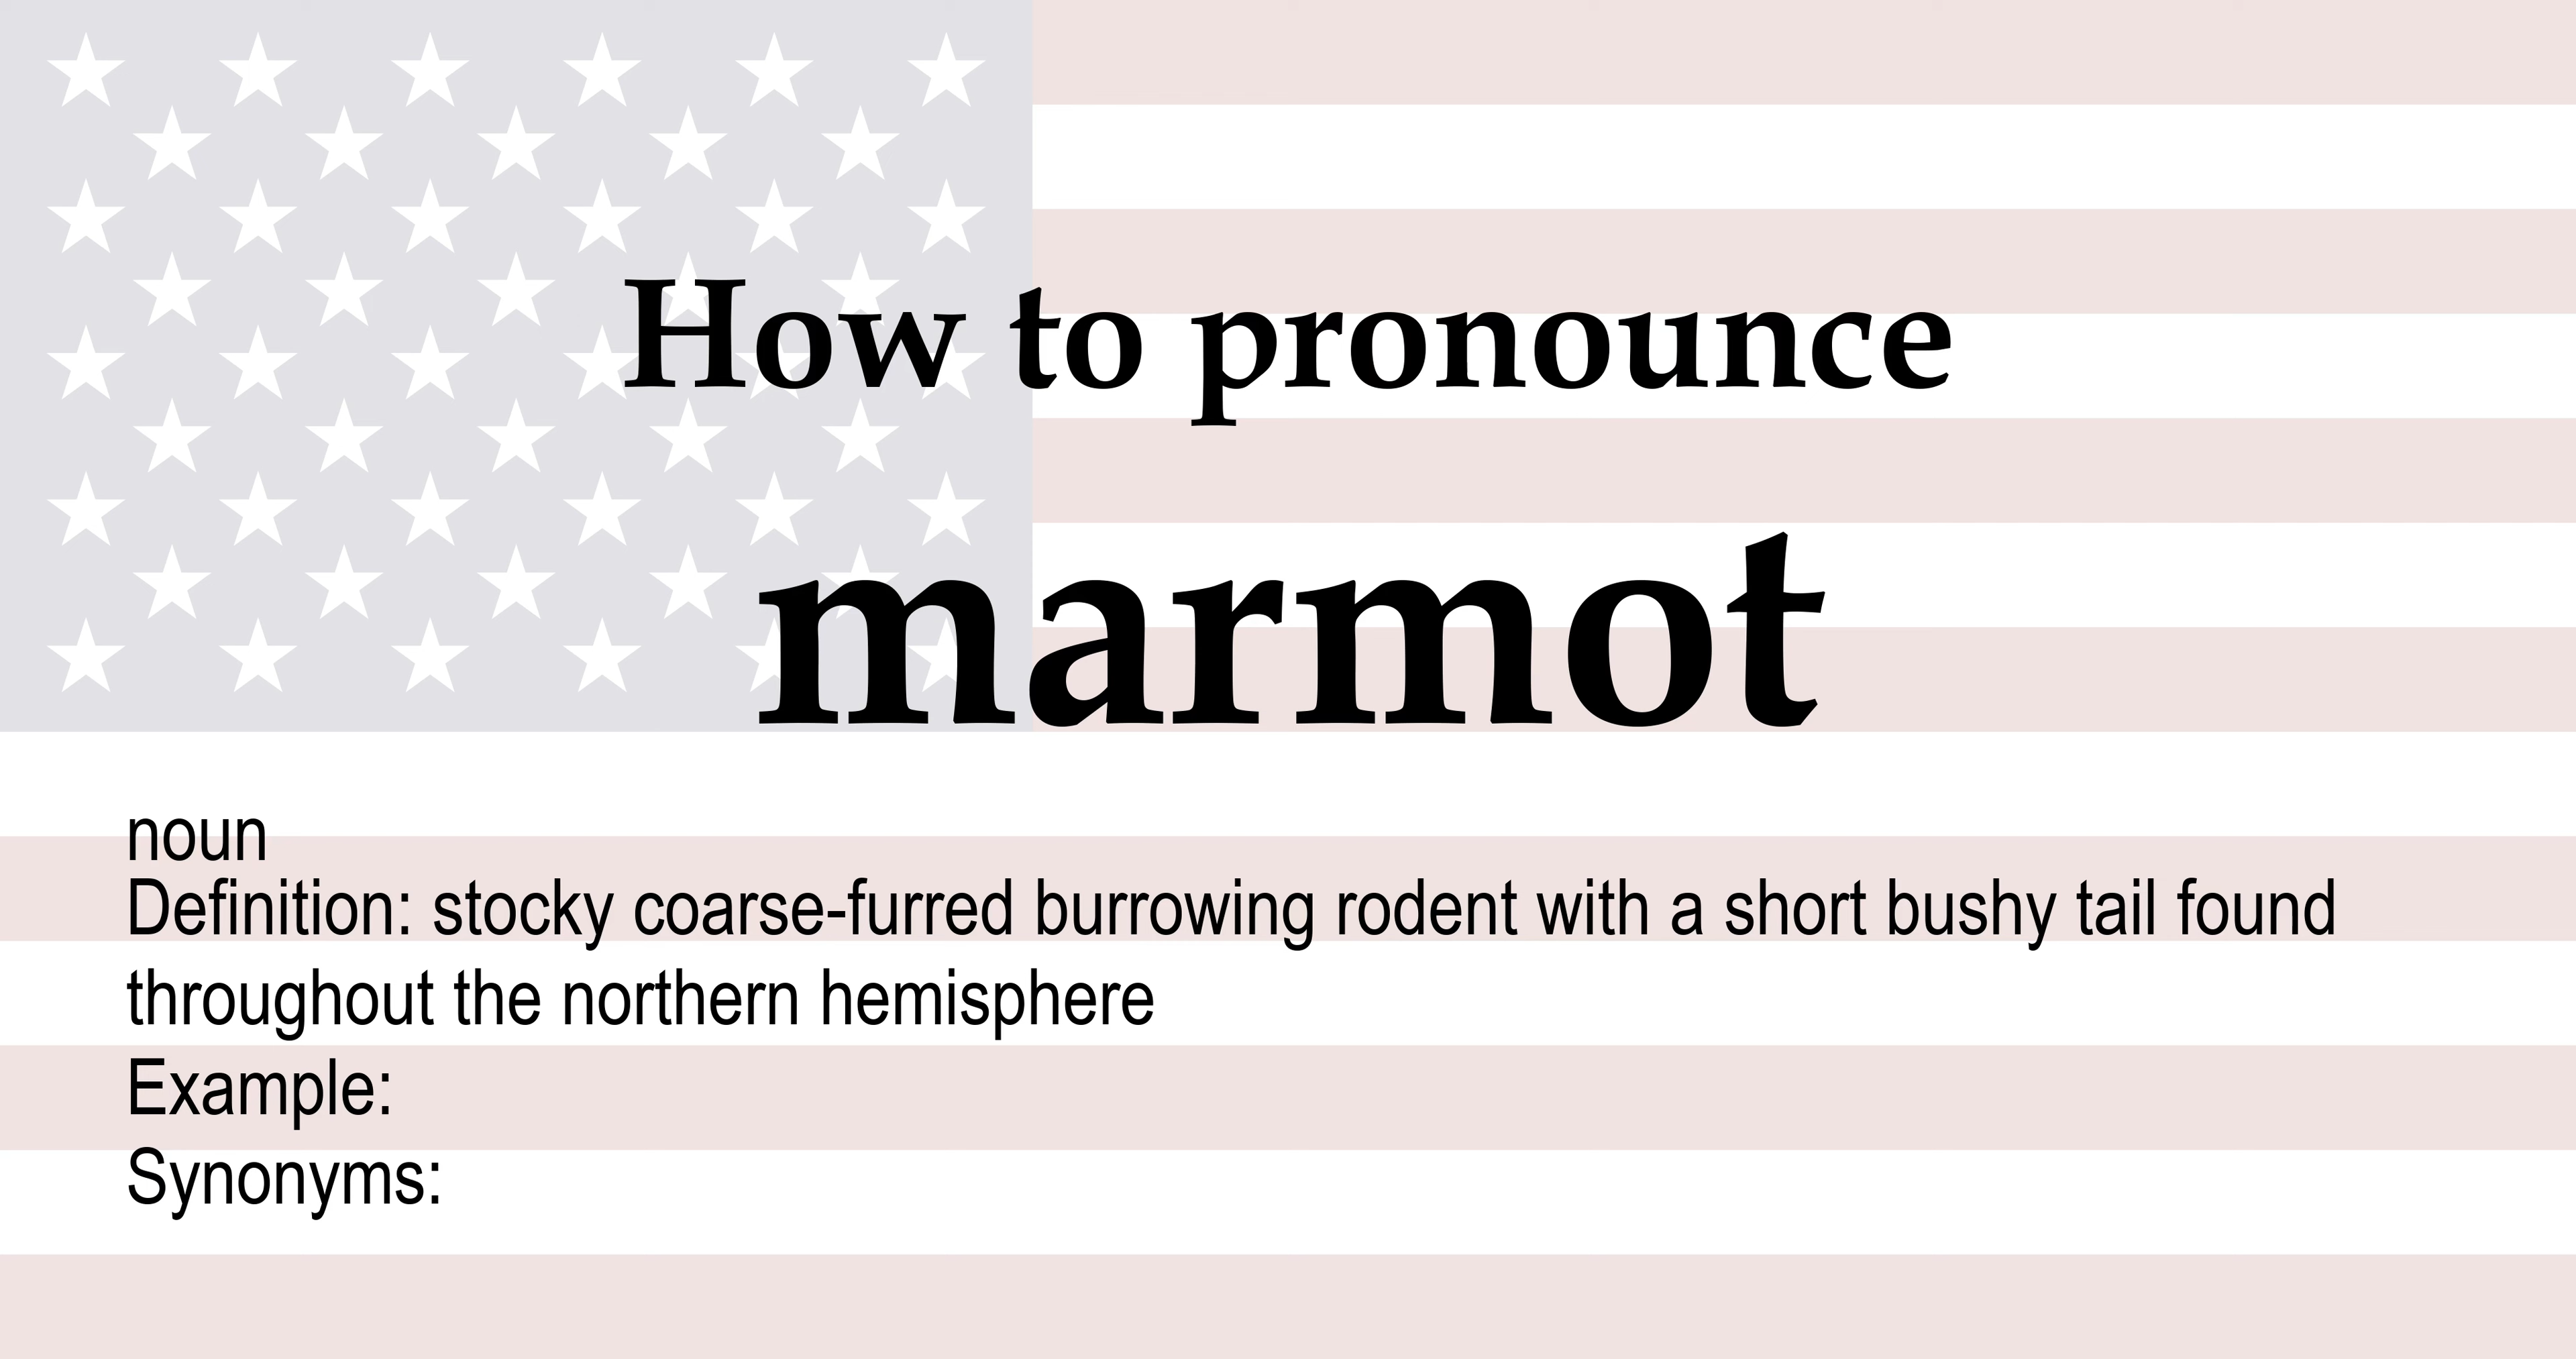 How to pronounce
marmot
noun
Definition: stocky coarse-furred burrowing rodent with a short bushy tail found
throughout the northern hemisphere
Example:
Synonyms: